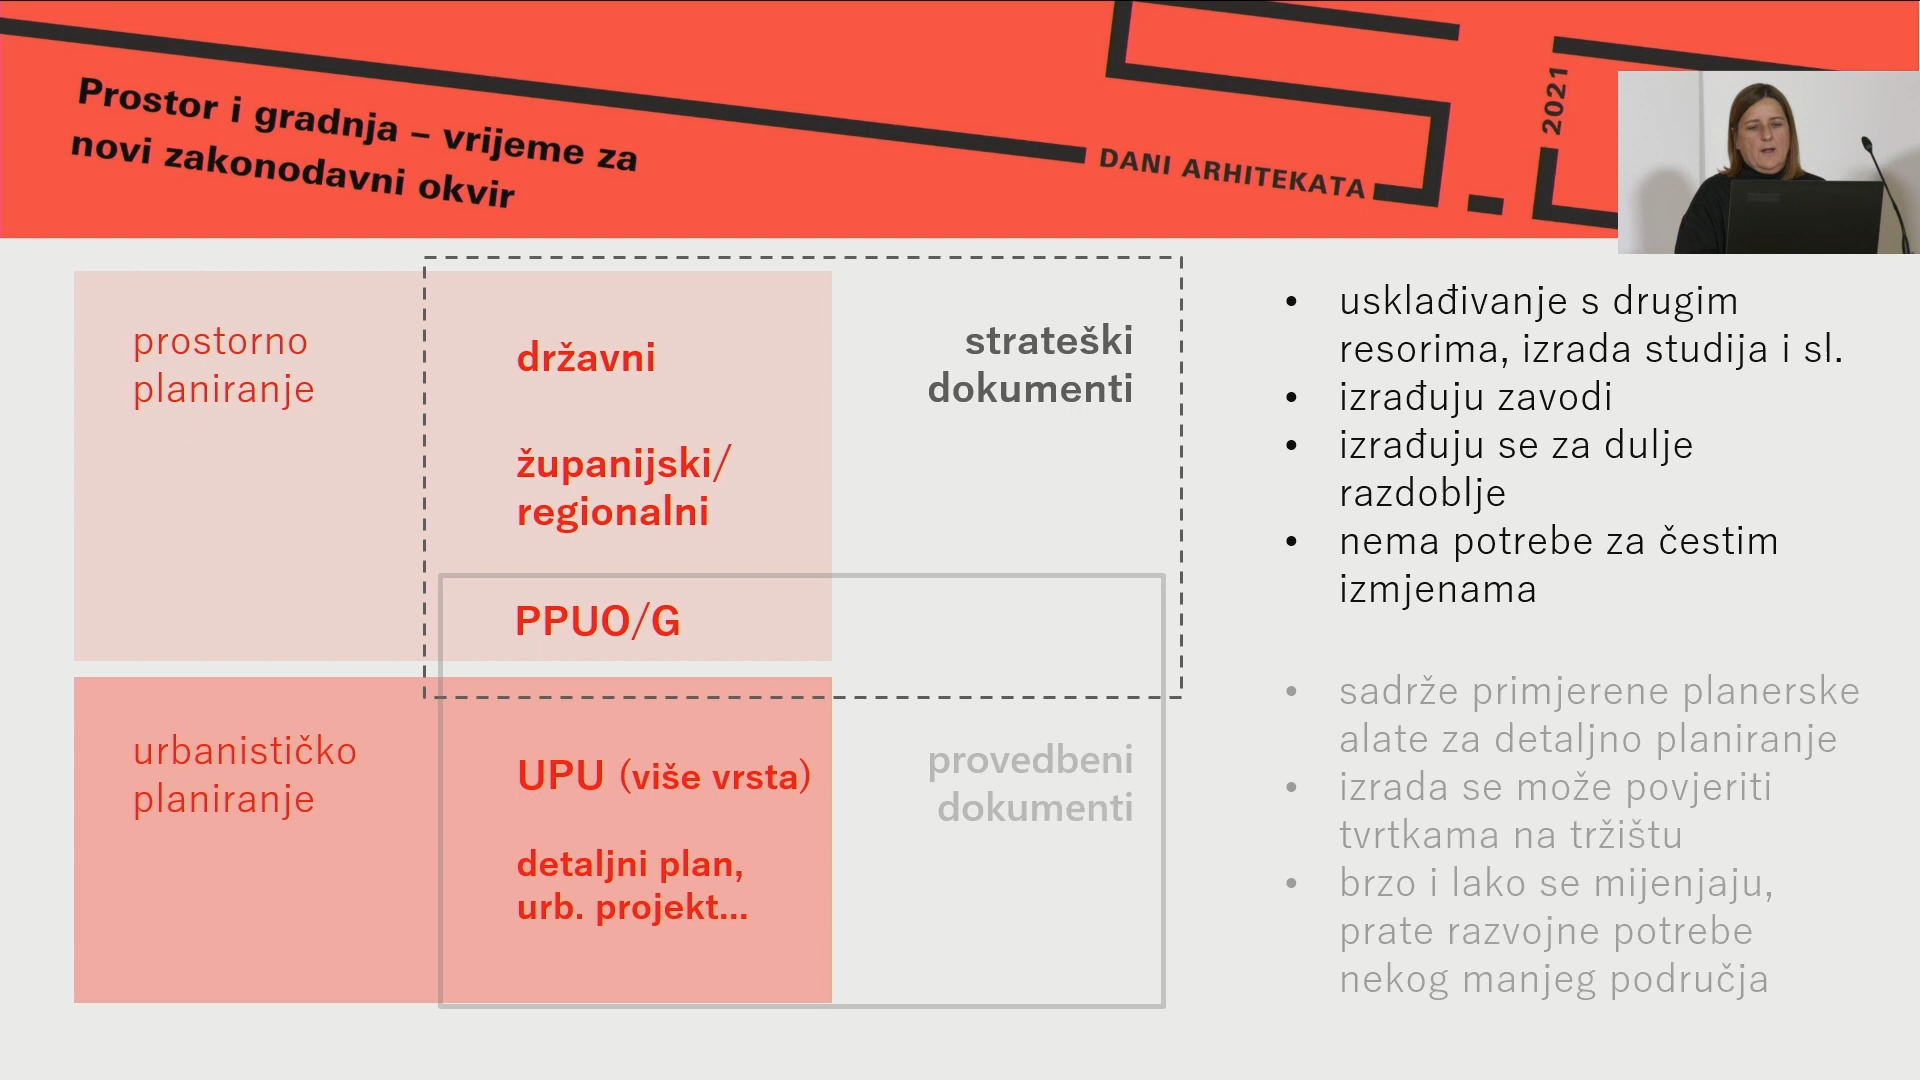 Prostor i gradnja – vrijeme za
novi zakonodavni okvir
DANI ARHITEKATA
2021
prostorno
planiranje
državni
županijski/
regionalni
PPUO/G
strateški
dokumenti
urbanističko
planiranje
UPU (više vrsta)
detaljni plan,
urb. projekt...
provedbeni
dokumenti
• usklađivanje s drugim
resorima, izrada studija i sl.
• izrađuju zavodi
• izrađuju se za dulje
razdoblje
• nema potrebe za čestim
izmjenama
• sadrže primjerene planerske
alate za detaljno planiranje
• izrada se može povjeriti
tvrtkama na tržištu
• brzo i lako se mijenjaju,
prate razvojne potrebe
nekog manjeg područja